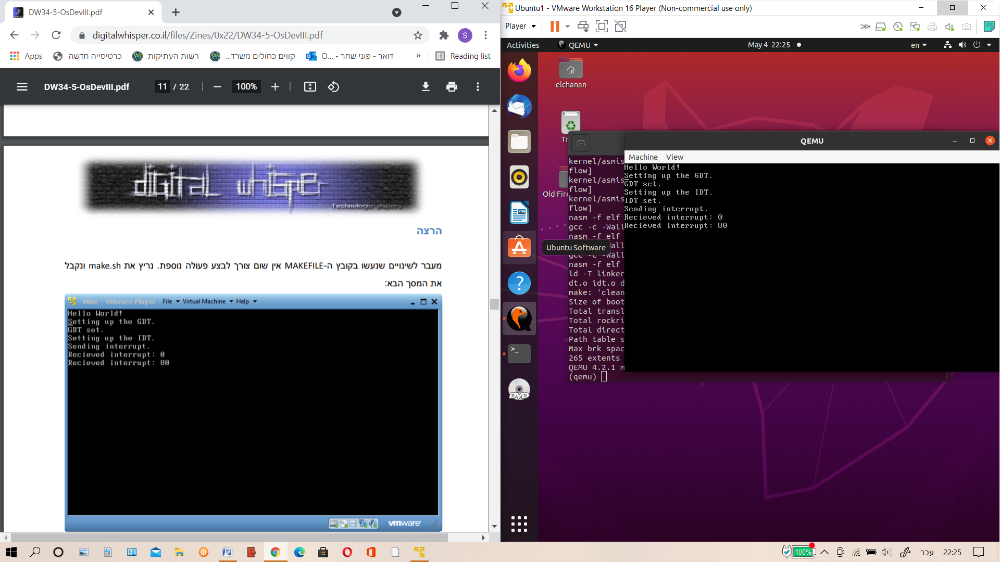 DW34-5-OsDevIII.pdf
digitalwhisper.co.il/files/Zines/0x22/DW34-5-OsDevIII.pdf
S
Apps
כרטיסייה חדשה
רשות העתיקות
קווים כחולים משרד...
דואר - פוני שחר - O...
»
Reading list
DW34-5-OsDevIII.pdf
11 / 22
100%
digital whisper
Technologic papers
הרצה
מעבר לשינויים שנעשו בקובץ ה-MAKEFILE אין שום צורך לבצע פעולה נוספת. נריץ את make.sh ונקבל
את המסך הבא:
Mine - VMware Player File Virtual Machine Help
Hello World!
Setting up the GDT.
GDT set.
Setting up the IDT.
Sending interrupt.
Recieved interrupt: 0
Recieved interrupt: 80
vmware
Ubuntu1 - VMware Workstation 16 Player (Non-commercial use only)
Player
Activities
QEMU
May 4 22:25
en
elchanan
Tr
Old Fire
Ubuntu Software
kernel/asmis
flow]
kernel/asmis
flow]
kernel/asmis
flow]
nasm -f elf
gcc -c -Wall
nasm -f elf
Wall
gcc -c -Wall
nasm -f elf
ld -T linker
dt.o idt.o d
make: 'clean
Size of boot
Total transl
Total rockri
Total direct
Path table s
Max brk spac
265 extents
QEMU 4.2.1 m
(qemu)
QEMU
Machine View
Hello World!
Setting up the GDT.
GDT set.
Setting up the IDT.
IDT set.
Sending interrupt.
Recieved interrupt: 0
Recieved interrupt: 80
DVD
100%
עבר
22:25